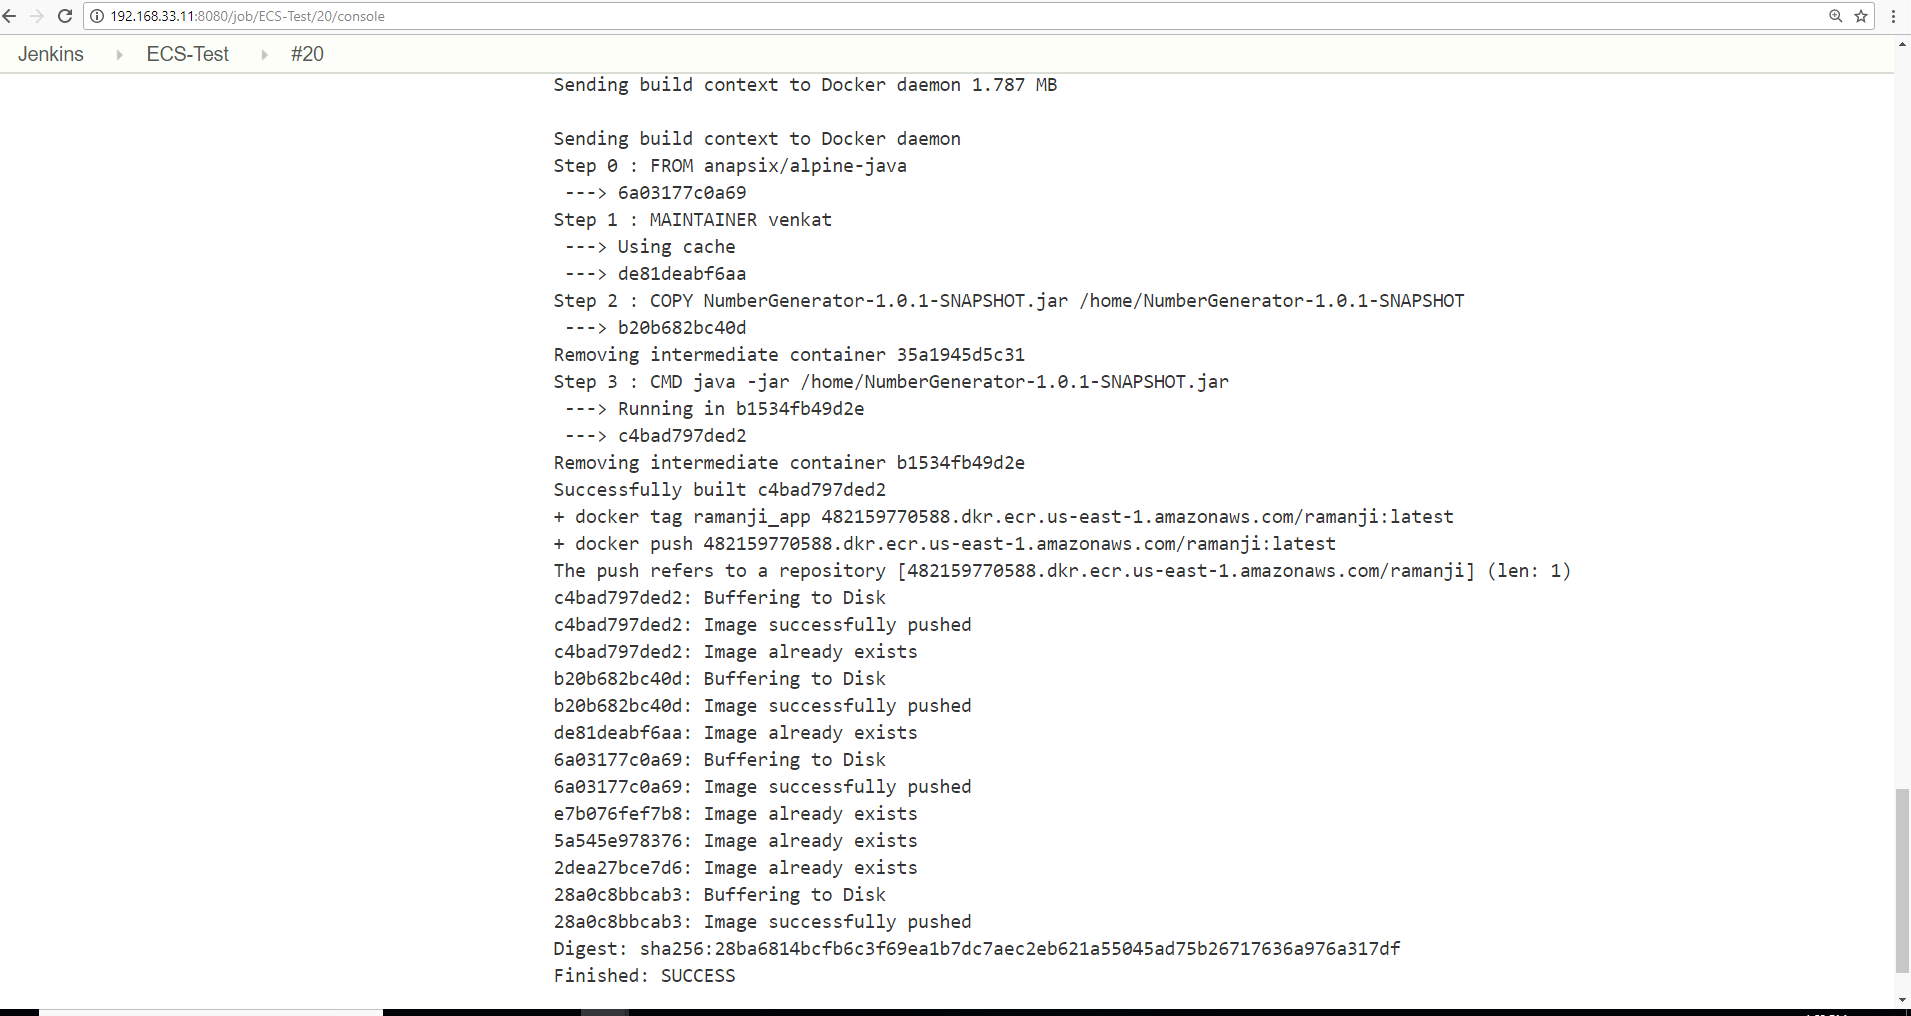 192.168.33.11:8080/job/ECS-Test/20/console
Jenkins ECS-Test #20
Sending build context to Docker daemon 1.787 MB
Sending build context to Docker daemon
Step 0 : FROM anapsix/alpine-java
---> 6a03177c0a69
Step 1 : MAINTAINER venkat
---> Using cache
---> de81deabf6aa
Step 2 : COPY NumberGenerator-1.0.1-SNAPSHOT.jar /home/NumberGenerator-1.0.1-SNAPSHOT
---> b20b682bc40d
Removing intermediate container 35a1945d5c31
Step 3 : CMD java -jar /home/NumberGenerator-1.0.1-SNAPSHOT.jar
---> Running in b1534fb49d2e
---> c4bad797ded2
Removing intermediate container b1534fb49d2e
Successfully built c4bad797ded2
+ docker tag ramanji_app 482159770588.dkr.ecr.us-east-1.amazonaws.com/ramanji:latest
+ docker push 482159770588.dkr.ecr.us-east-1.amazonaws.com/ramanji:latest
The push refers to a repository [482159770588.dkr.ecr.us-east-1.amazonaws.com/ramanji] (len: 1)
c4bad797ded2: Buffering to Disk
c4bad797ded2: Image successfully pushed
c4bad797ded2: Image already exists
b20b682bc40d: Buffering to Disk
b20b682bc40d: Image successfully pushed
de81deabf6aa: Image already exists
6a03177c0a69: Buffering to Disk
6a03177c0a69: Image successfully pushed
e7b076fef7b8: Image already exists
5a545e978376: Image already exists
2dea27bce7d6: Image already exists
28a0c8bbcab3: Buffering to Disk
28a0c8bbcab3: Image successfully pushed
Digest: sha256:28ba6814bcfb6c3f69ea1b7dc7aec2eb621a55045ad75b26717636a976a317df
Finished: SUCCESS